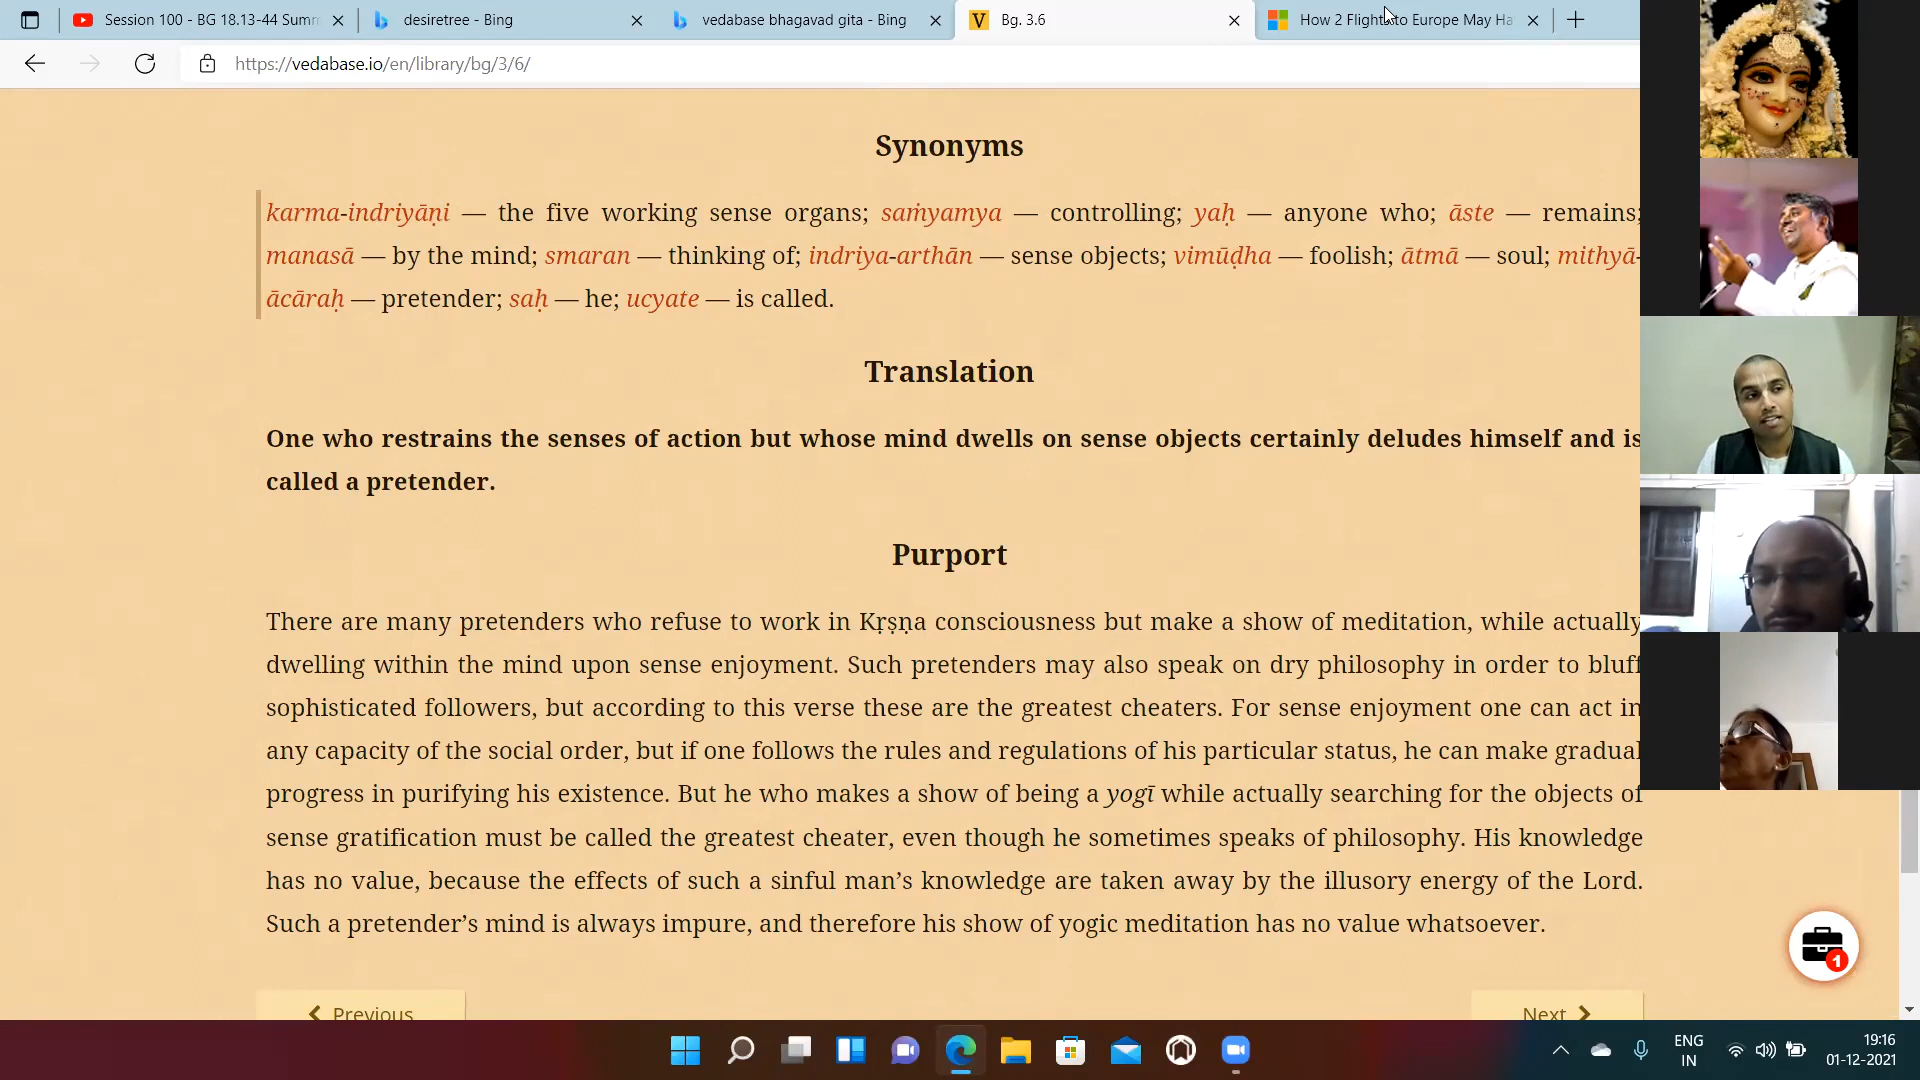 Session 100 - BG 18.13-44 Summ
desiretree - Bing
vedabase bhagavad gita - Bing
Bg. 3.6
How 2 Flights to Europe May Ha
https://vedabase.io/en/library/bg/3/6/
Synonyms
karma-indriyāṇi — the five working sense organs; saṁyamya — controlling; yaḥ — anyone who; āste — remains;
manasā — by the mind; smaran — thinking of; indriya-arthān — sense objects; vimūḍha — foolish; ātmā — soul; mithyā-
ācāraḥ — pretender; saḥ — he; ucyate — is called.
Translation
One who restrains the senses of action but whose mind dwells on sense objects certainly deludes himself and is
called a pretender.
Purport
There are many pretenders who refuse to work in Kṛṣṇa consciousness but make a show of meditation, while actually
dwelling within the mind upon sense enjoyment. Such pretenders may also speak on dry philosophy in order to bluff
sophisticated followers, but according to this verse these are the greatest cheaters. For sense enjoyment one can act in
any capacity of the social order, but if one follows the rules and regulations of his particular status, he can make gradual
progress in purifying his existence. But he who makes a show of being a yogī while actually searching for the objects of
sense gratification must be called the greatest cheater, even though he sometimes speaks of philosophy. His knowledge
has no value, because the effects of such a sinful man's knowledge are taken away by the illusory energy of the Lord.
Such a pretender's mind is always impure, and therefore his show of yogic meditation has no value whatsoever.
1
Previous
Next
ENG
IN
19:16
01-12-2021